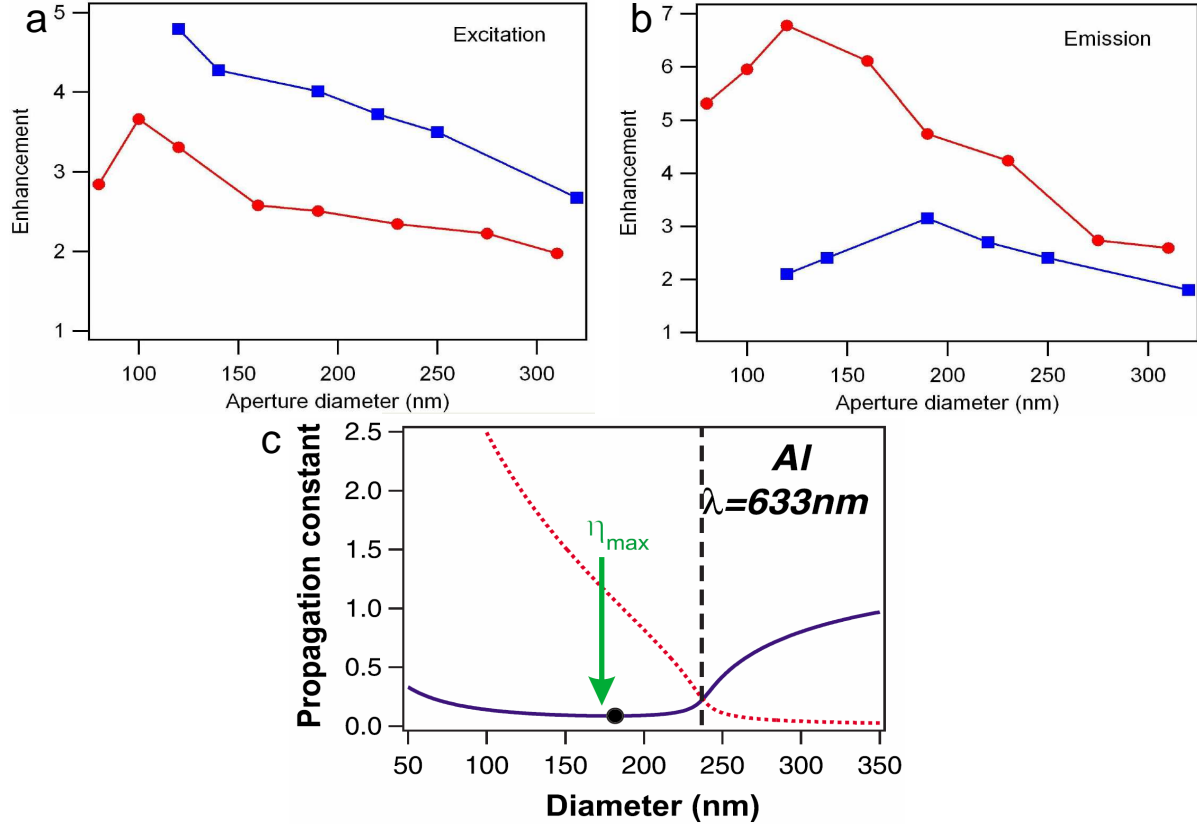 a
Excitation
Enhancement
5
4
3
2
1
100
150
200
250
300
Aperture diameter (nm)
b
Emission
Enhancement
7
6
5
4
3
2
1
100
150
200
250
300
Aperture diameter (nm)
c
Propagation constant
2.5
2.0
1.5
1.0
0.5
0.0
Al
λ=633nm
ηmax
50
100
150
200
250
300
350
Diameter (nm)